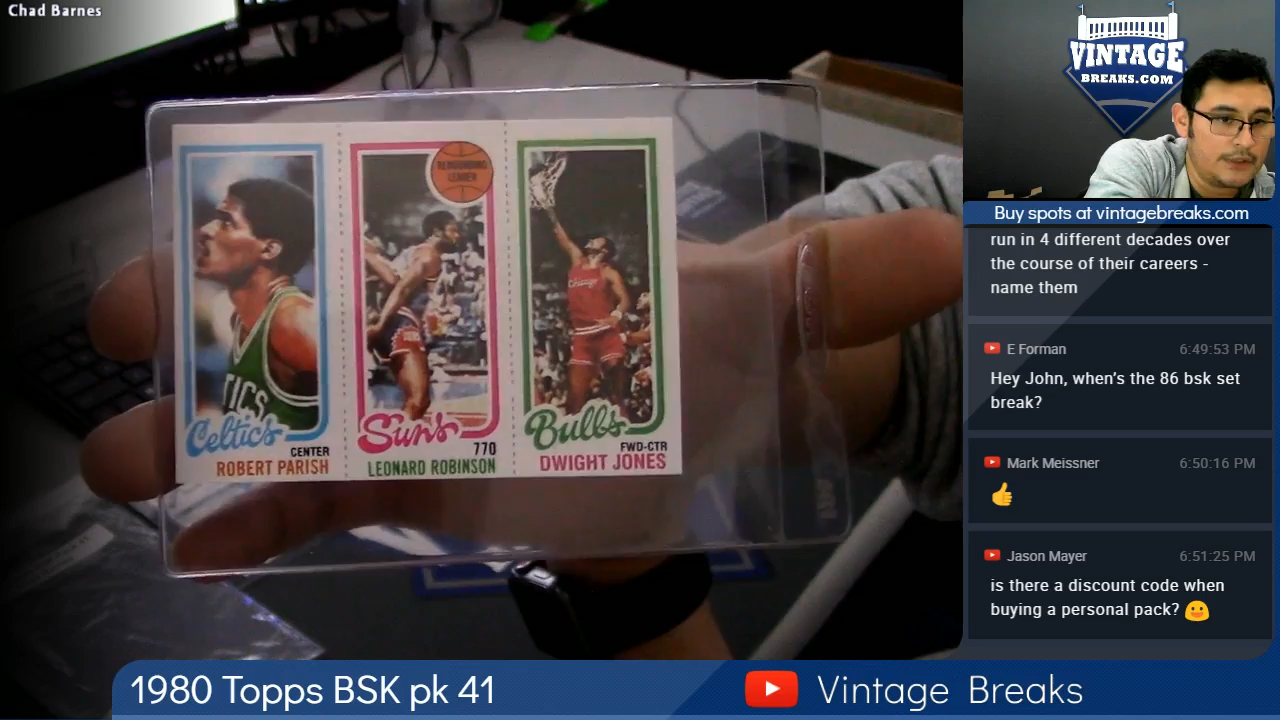 Chad Barnes
REBOUNDING
LEADER
TICS
Chicago
Celtics
CENTER
ROBERT PARISH
Suns
770
LEONARD ROBINSON
Bulls
FWD-CTR
DWIGHT JONES
VINTAGE
BREAKS.COM
Buy spots at vintagebreaks.com
run in 4 different decades over
the course of their careers -
name them
E Forman 6:49:53 PM
Hey John, when's the 86 bsk set
break?
Mark Meissner 6:50:16 PM
👍
Jason Mayer 6:51:25 PM
is there a discount code when
buying a personal pack? 😀
1980 Topps BSK pk 41
Vintage Breaks